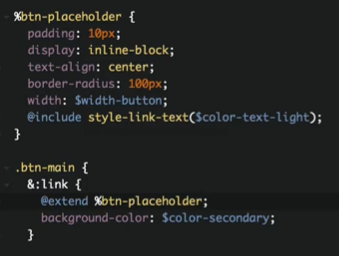 %btn-placeholder {
padding: 10px;
display: inline-block;
text-align: center;
border-radius: 100px;
width: $width-button;
@include style-link-text($color-text-light);
}
.btn-main {
&:link {
@extend %btn-placeholder;
background-color: $color-secondary;
}